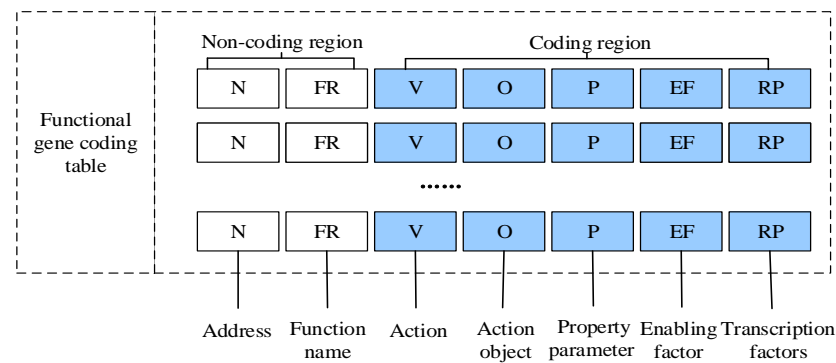 Non-coding region
Coding region
N FR V O P EF RP
Functional
gene coding
table
N FR V O P EF RP
......
N FR V O P EF RP
Address
Function
name
Action
Action
object
Property
parameter
Enabling
factor
Transcription
factors